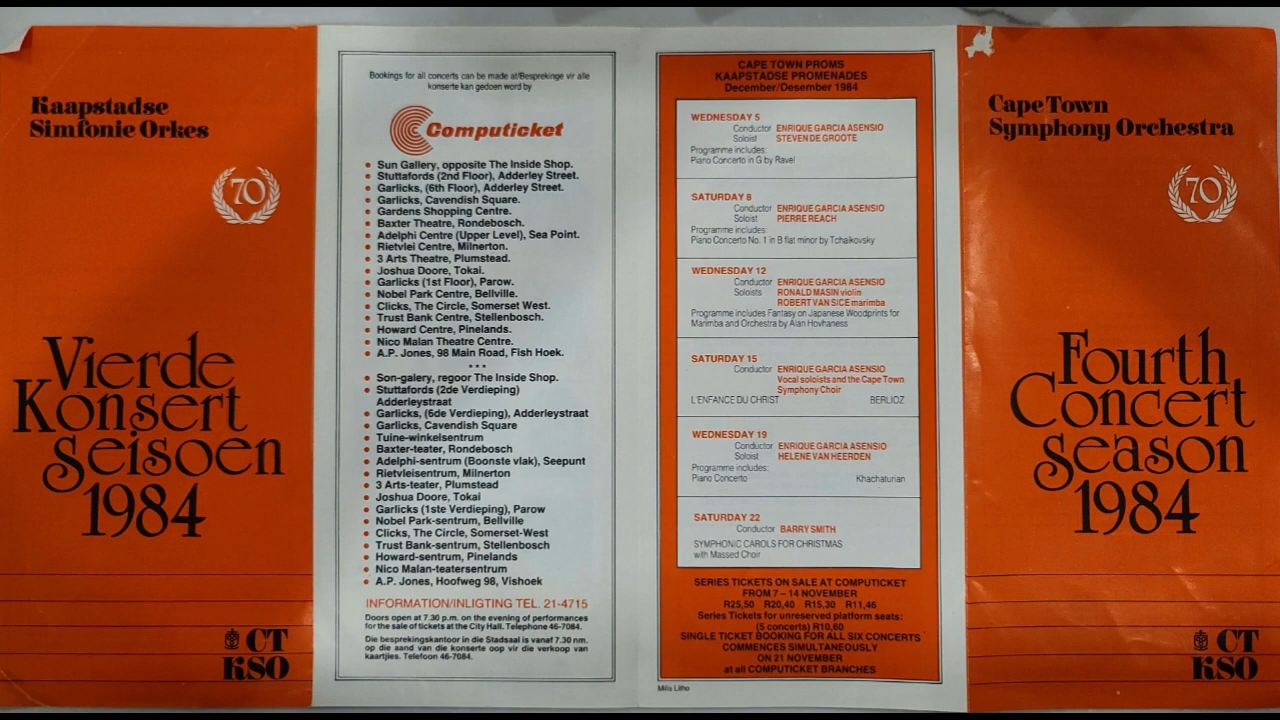 Kaapstadse
Simfonie Orkes
70
Vierde
Konsert
seisoen
1984
CT
KSO
Bookings for all concerts can be made at/Besprekinge vir alle
konserte kan gedoen word by
Computicket
Sun Gallery, opposite The Inside Shop.
Stuttafords (2nd Floor), Adderley Street.
Garlicks, (6th Floor), Adderley Street.
Garlicks, Cavendish Square.
Gardens Shopping Centre.
Baxter Theatre, Rondebosch.
Adelphi Centre (Upper Level), Sea Point.
Rietvlei Centre, Milnerton.
3 Arts Theatre, Plumstead.
Joshua Doore, Tokai.
Garlicks (1st Floor), Parow.
Nobel Park Centre, Bellville.
Clicks, The Circle, Somerset West.
Trust Bank Centre, Stellenbosch.
Howard Centre, Pinelands.
Nico Malan Theatre Centre.
A.P. Jones, 98 Main Road, Fish Hoek.
***
Son-galery, regoor The Inside Shop.
Stuttafords (2de Verdieping)
Adderleystraat
Garlicks, (6de Verdieping), Adderleystraat
Garlicks, Cavendish Square
Tuine-winkelsentrum
Baxter-teater, Rondebosch
Adelphi-sentrum (Boonste vlak), Seepunt
Rietvleisentrum, Milnerton
3 Arts-teater, Plumstead
Joshua Doore, Tokai
Garlicks (1ste Verdieping), Parow
Nobel Park-sentrum, Bellville
Clicks, The Circle, Somerset-West
Trust Bank-sentrum, Stellenbosch
Howard-sentrum, Pinelands
Nico Malan-teatersentrum
A.P. Jones, Hoofweg 98, Vishoek
INFORMATION/INLIGTING TEL. 21-4715
Doors open at 7.30 p.m. on the evening of performances
for the sale of tickets at the City Hall. Telephone 46-7084.
Die besprekingskantoor in die Stadsaal is vanaf 7.30 nm.
op die aand van die konserte oop vir die verkoop van
kaartjies. Telefoon 46-7084.
CAPE TOWN PROMS
KAAPSTADSE PROMENADES
December/Desember 1984
WEDNESDAY 5
Conductor ENRIQUE GARCIA ASENSIO
Soloist STEVEN DE GROOTE
Programme includes:
Piano Concerto in G by Ravel
SATURDAY 8
Conductor ENRIQUE GARCIA ASENSIO
Soloist PIERRE REACH
Programme includes:
Piano Concerto No. 1 in B flat minor by Tchaikovsky
WEDNESDAY 12
Conductor ENRIQUE GARCIA ASENSIO
Soloists RONALD MASIN violin
ROBERT VAN SICE marimba
Programme includes Fantasy on Japanese Woodprints for
Marimba and Orchestra by Alan Hovhaness
SATURDAY 15
Conductor ENRIQUE GARCIA ASENSIO
Vocal soloists and the Cape Town
Symphony Choir
L'ENFANCE DU CHRIST BERLIOZ
WEDNESDAY 19
Conductor ENRIQUE GARCIA ASENSIO
Soloist HELENE VAN HEERDEN
Programme includes:
Piano Concerto Khachaturian
SATURDAY 22
Conductor BARRY SMITH
SYMPHONIC CAROLS FOR CHRISTMAS
with Massed Choir
SERIES TICKETS ON SALE AT COMPUTICKET
FROM 7 – 14 NOVEMBER
R25,50 R20,40 R15,30 R11,46
Series Tickets for unreserved platform seats:
(5 concerts) R10,60
SINGLE TICKET BOOKING FOR ALL SIX CONCERTS
COMMENCES SIMULTANEOUSLY
ON 21 NOVEMBER
at all COMPUTICKET BRANCHES
Mills Litho
Cape Town
Symphony Orchestra
70
Fourth
Concert
season
1984
CT
KSO